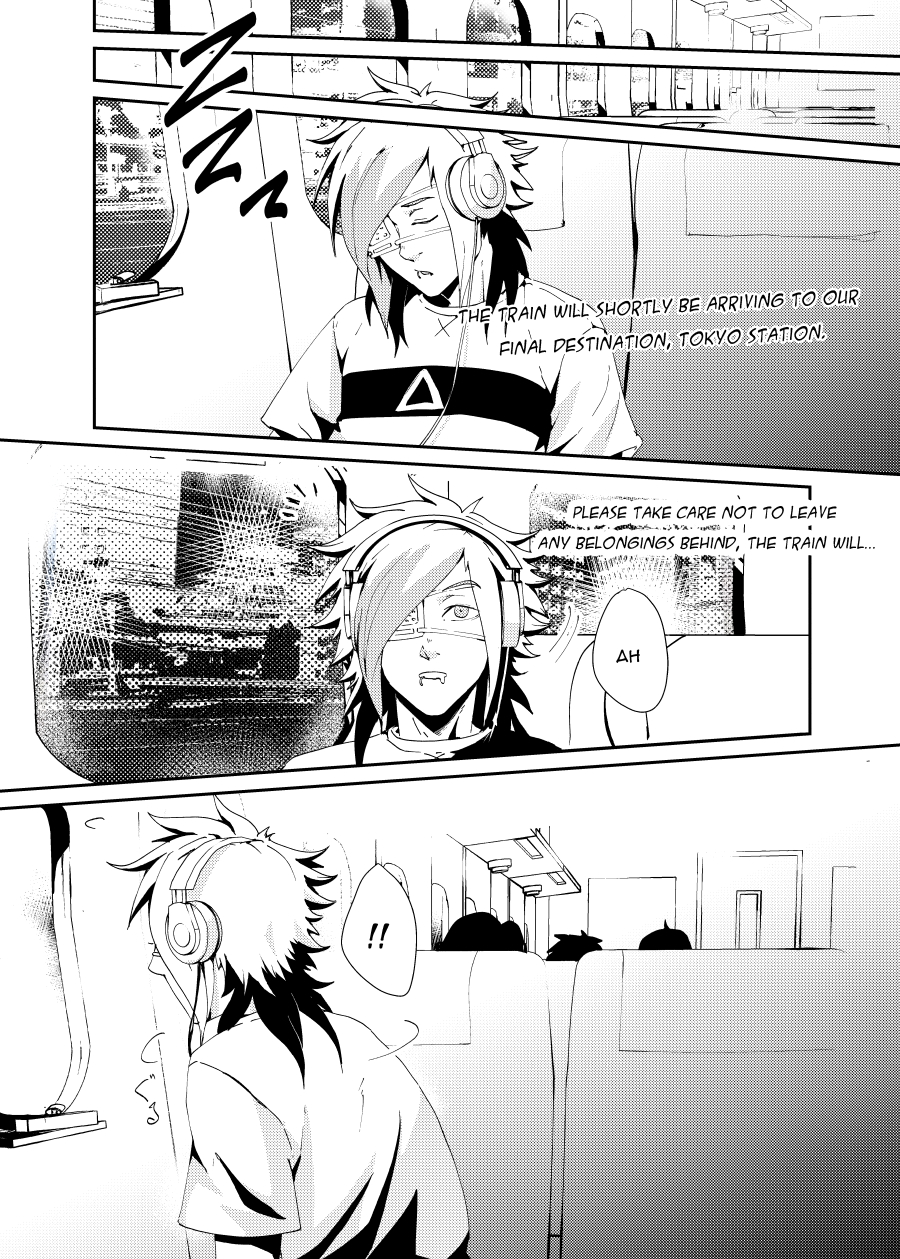 ZZZ
THE TRAIN WILL SHORTLY BE ARRIVING TO OUR
FINAL DESTINATION, TOKYO STATION.
PLEASE TAKE CARE NOT TO LEAVE
ANY BELONGINGS BEHIND, THE TRAIN WILL...
AH
!!